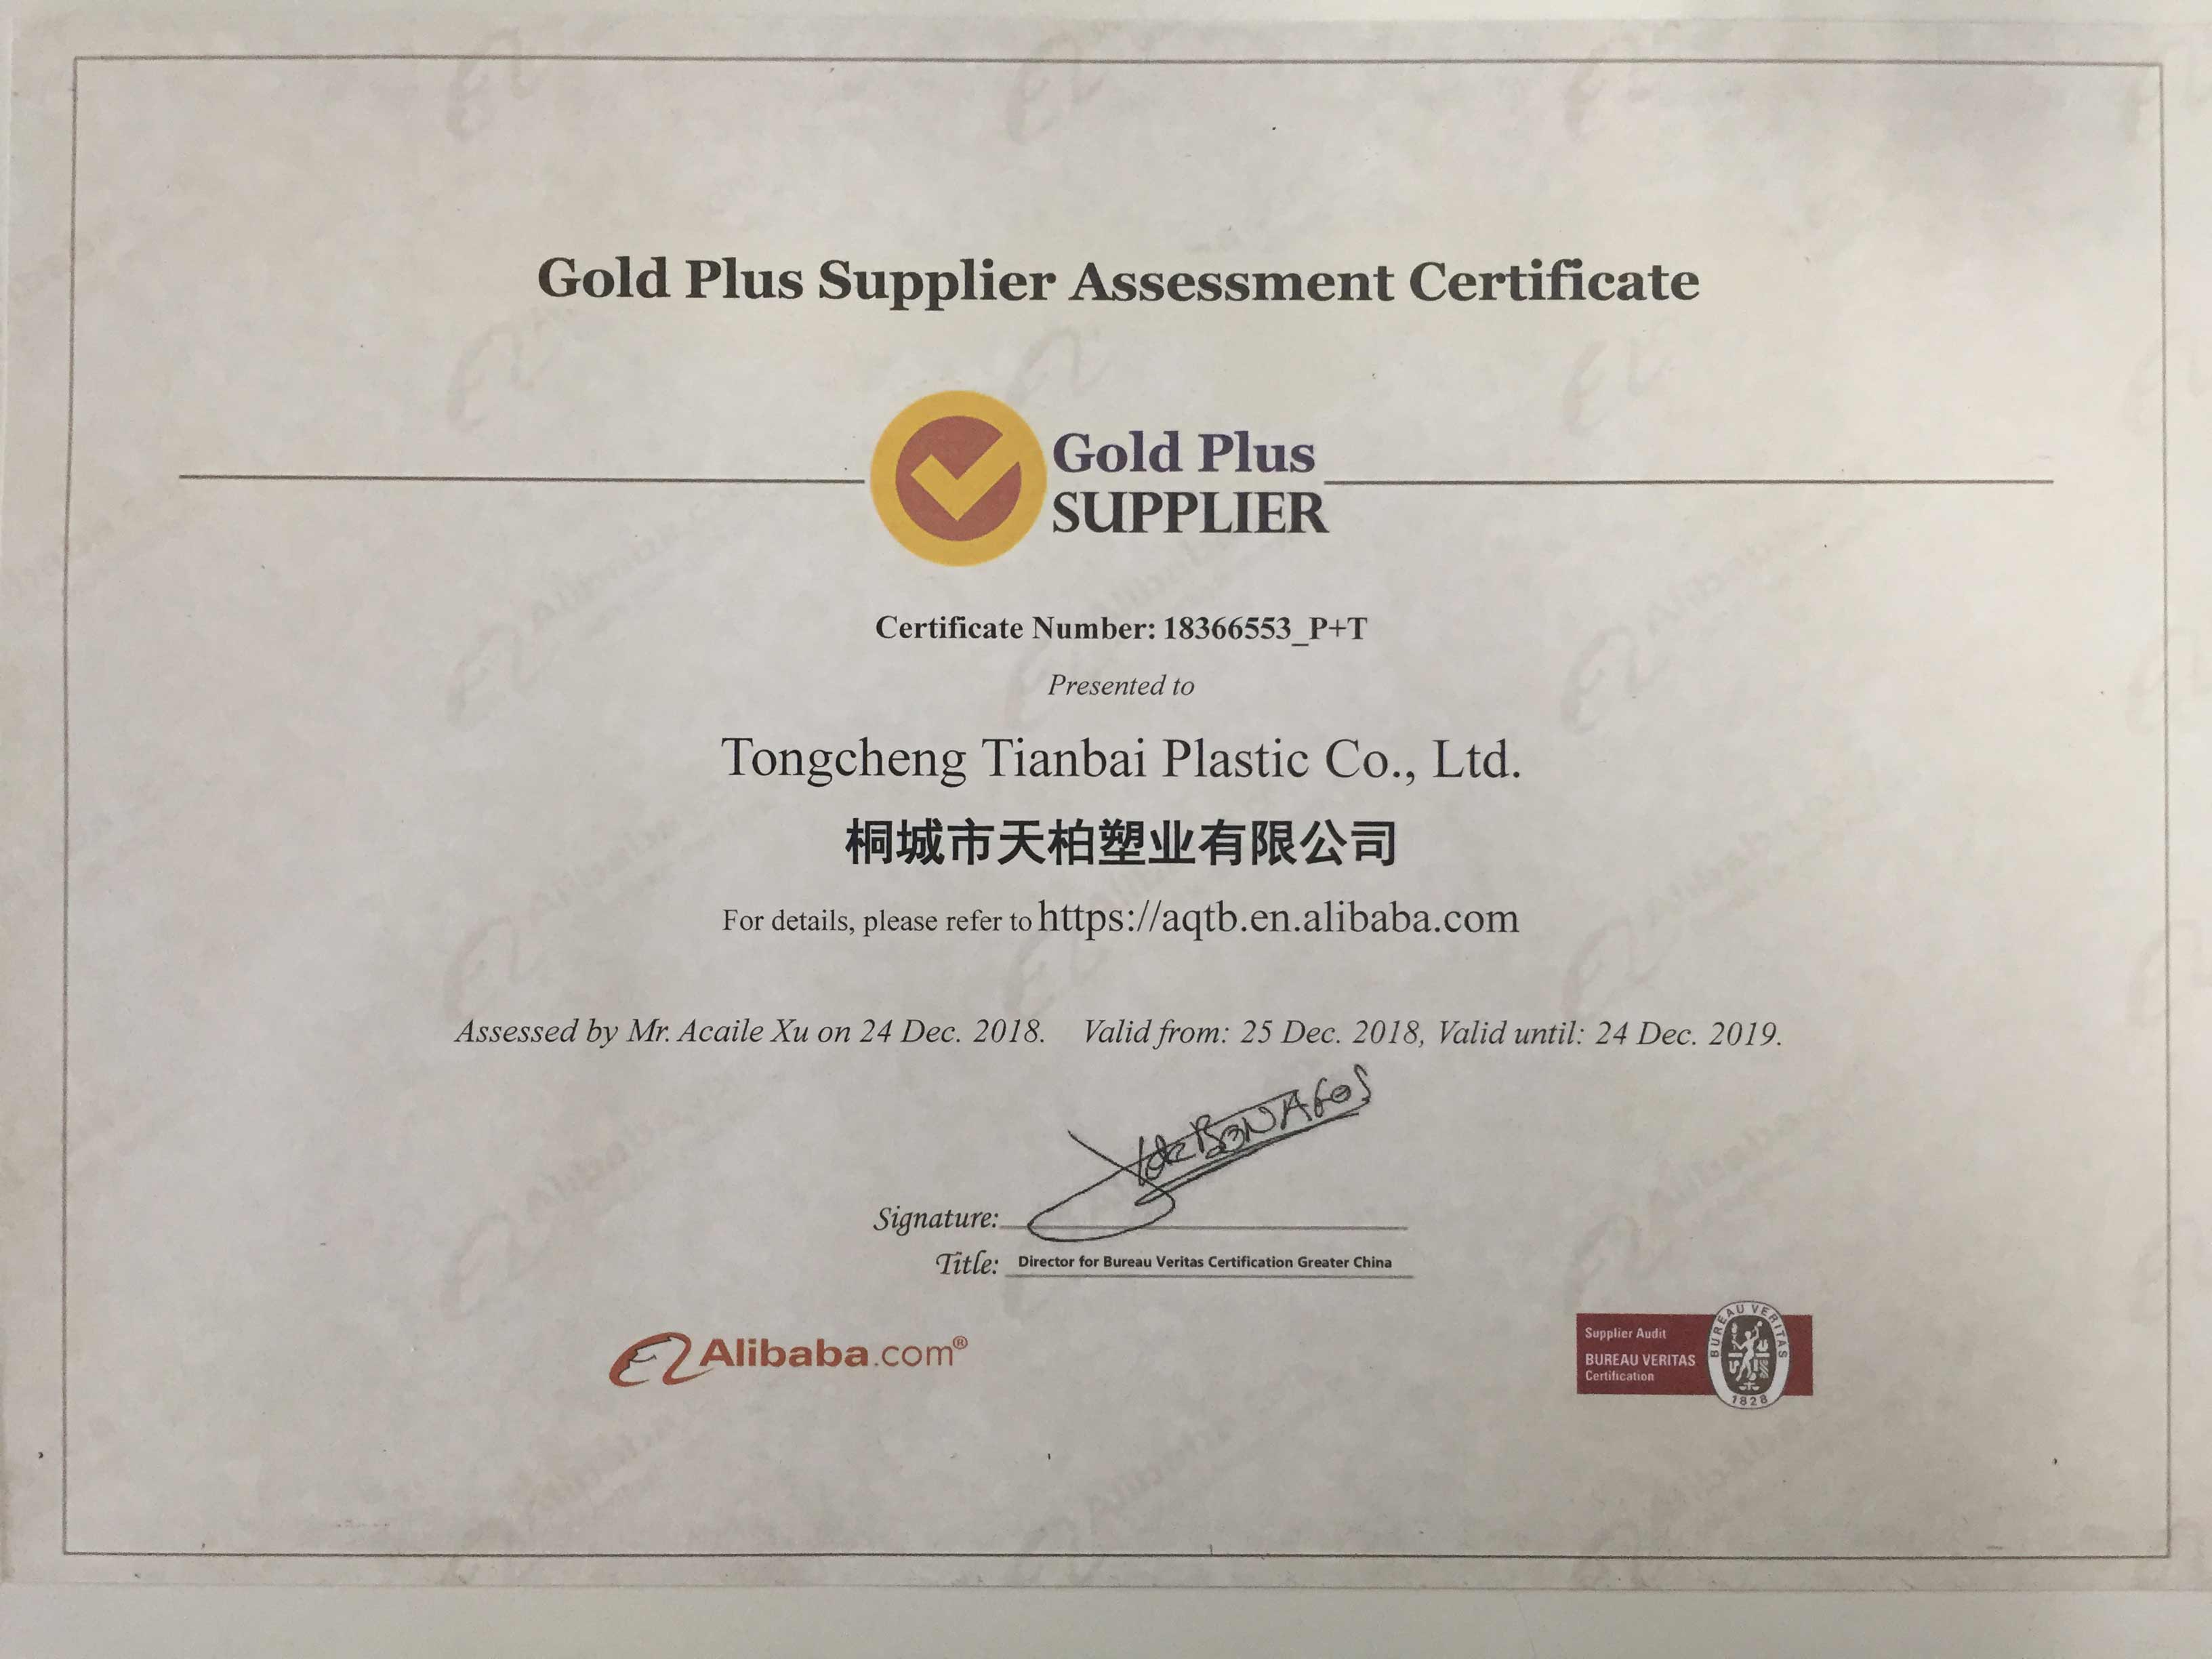 Gold Plus Supplier Assessment Certificate
Gold Plus
SUPPLIER
Certificate Number: 18366553_P+T
Presented to
Tongcheng Tianbai Plastic Co., Ltd.
桐城市天柏塑业有限公司
For details, please refer to https://aqtb.en.alibaba.com
Assessed by Mr. Acaile Xu on 24 Dec. 2018. Valid from: 25 Dec. 2018, Valid until: 24 Dec. 2019.
Signature:
Title: Director for Bureau Veritas Certification Greater China
Alibaba.com®
Supplier Audit
BUREAU VERITAS
Certification
BUREAU VERITAS
1828